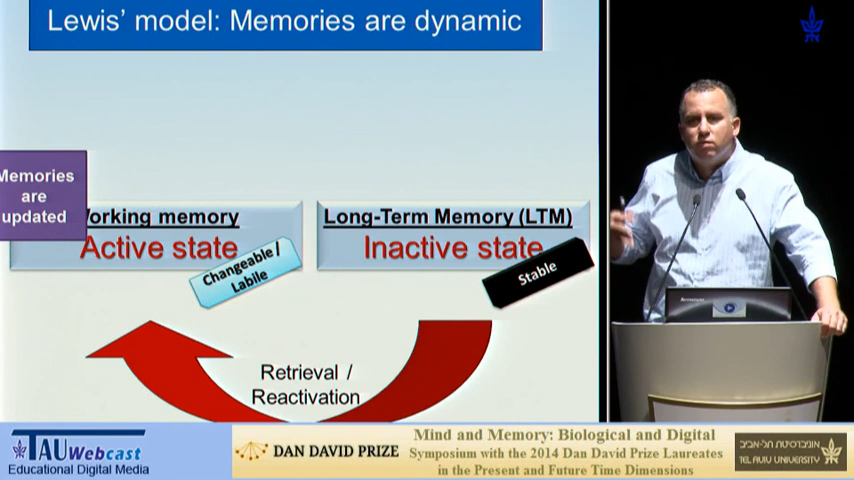 Lewis' model: Memories are dynamic
Memories
are
updated
Working memory
Active state
Changeable /
Labile
Long-Term Memory (LTM)
Inactive state
Stable
Retrieval /
Reactivation
TAUWebcast
Educational Digital Media
DAN DAVID PRIZE
Mind and Memory: Biological and Digital
Symposium with the 2014 Dan David Prize Laureates
in the Present and Future Time Dimensions
אוניברסיטת תל-אביב
TEL AVIV UNIVERSITY